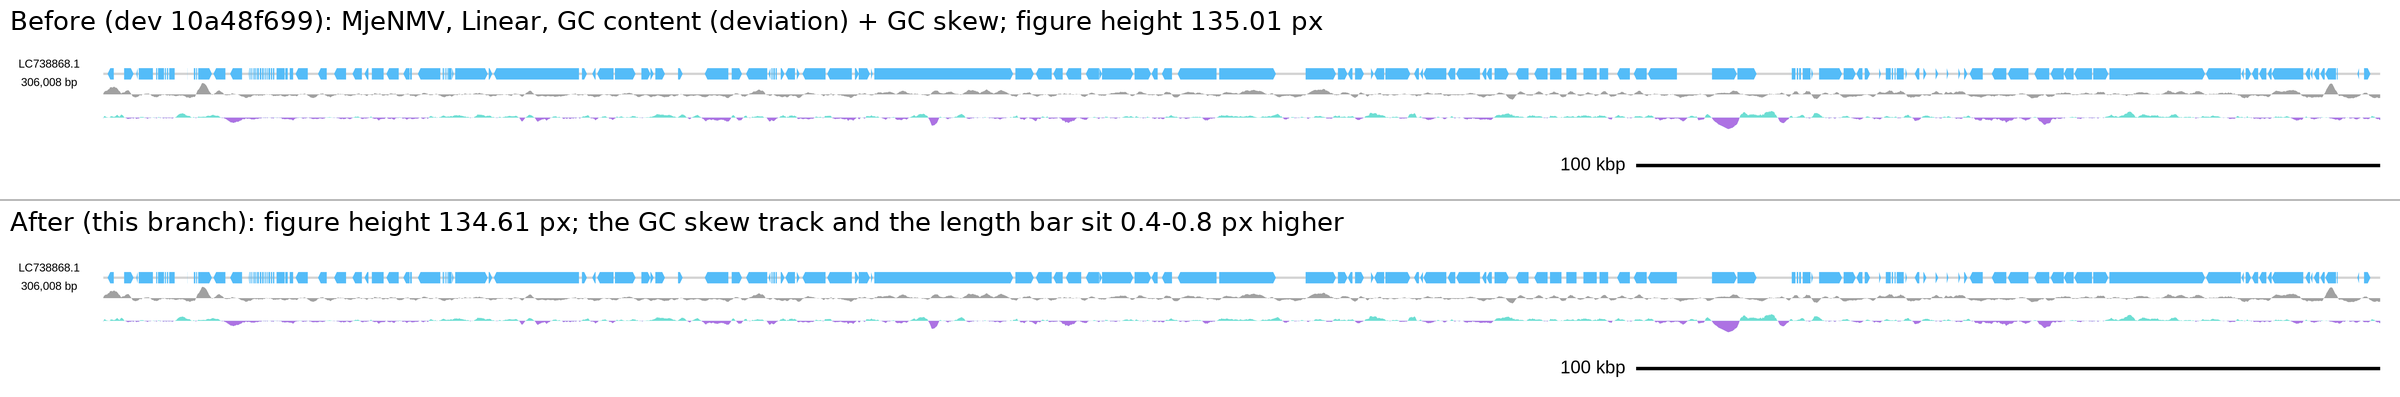 Before (dev 10a48f699): MjeNMV, Linear, GC content (deviation) + GC skew; figure height 135.01 px
LC738868.1
306,008 bp
100 kbp
After (this branch): figure height 134.61 px; the GC skew track and the length bar sit 0.4-0.8 px higher
LC738868.1
306,008 bp
100 kbp